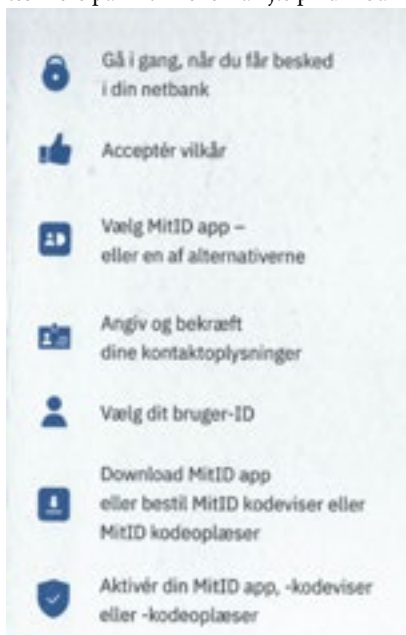 Gå i gang, når du får besked
i din netbank
Acceptér vilkår
Vælg MitID app –
eller en af alternativerne
Angiv og bekræft
dine kontaktoplysninger
Vælg dit bruger-ID
Download MitID app
eller bestil MitID kodeviser eller
MitID kodeoplæser
Aktivér din MitID app, -kodeviser
eller -kodeoplæser